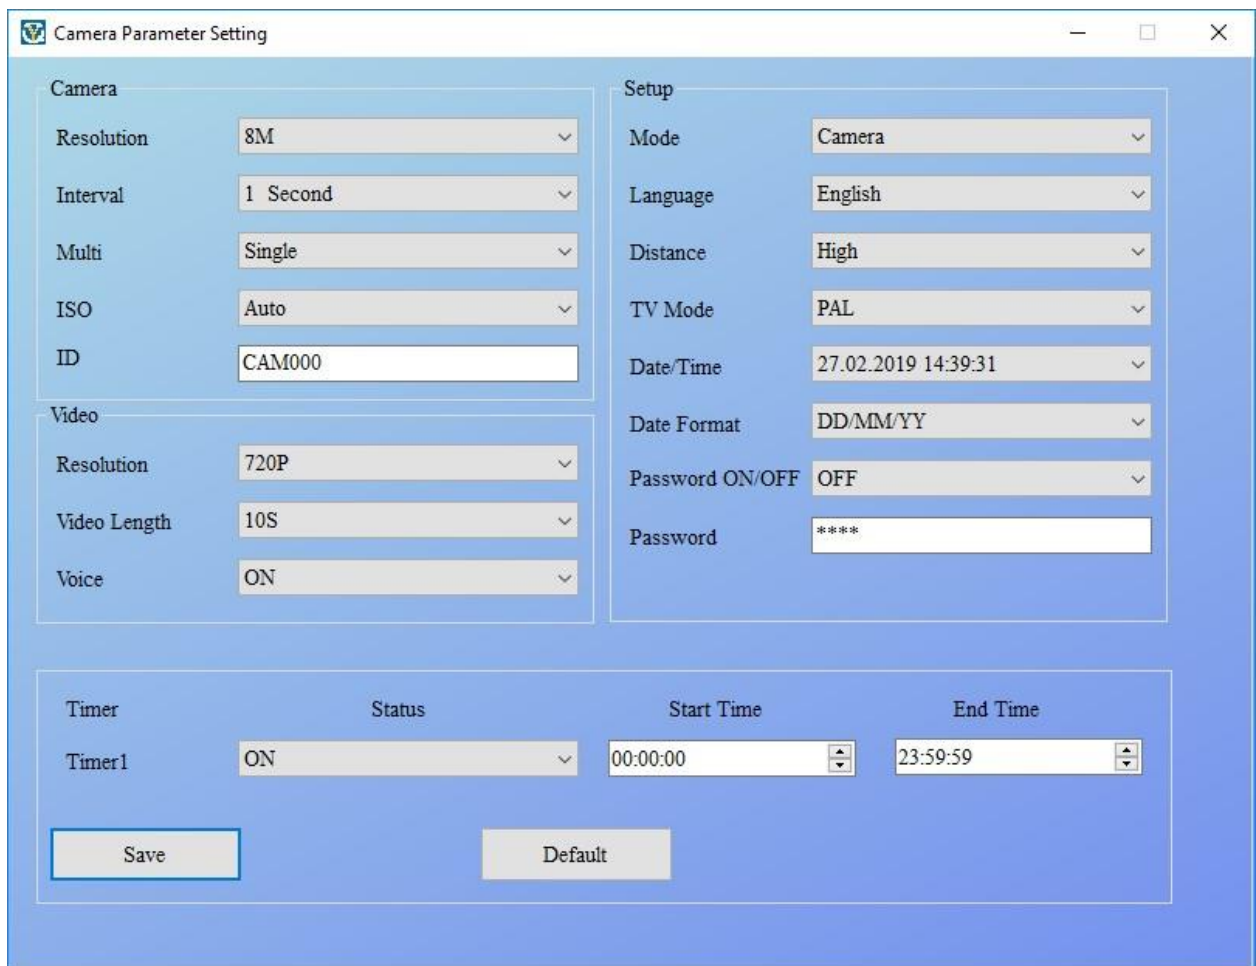 Camera Parameter Setting
Camera
Resolution 8M
Interval 1 Second
Multi Single
ISO Auto
ID CAM000
Video
Resolution 720P
Video Length 10S
Voice ON
Setup
Mode Camera
Language English
Distance High
TV Mode PAL
Date/Time 27.02.2019 14:39:31
Date Format DD/MM/YY
Password ON/OFF OFF
Password ****
Timer Status Start Time End Time
Timer1 ON 00:00:00 23:59:59
Save Default